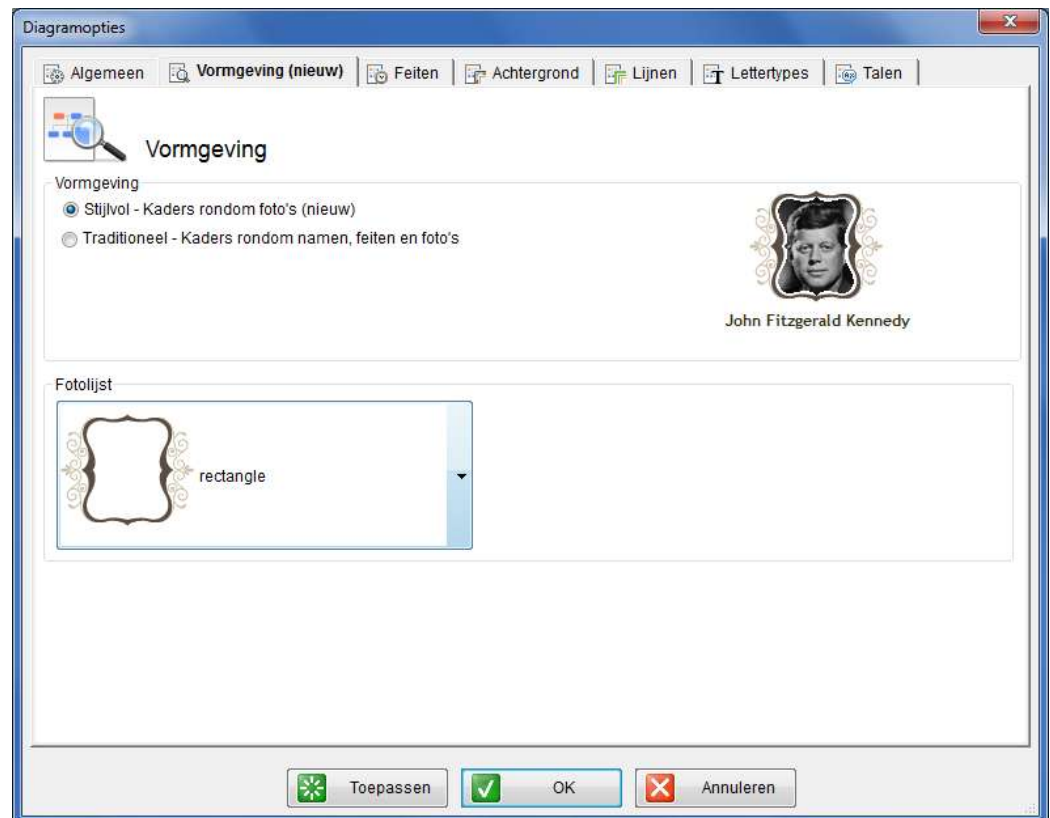 Diagramopties
Algemeen Vormgeving (nieuw) Feiten Achtergrond Lijnen Lettertypes Talen
Vormgeving
Vormgeving
Stijlvol - Kaders rondom foto's (nieuw)
Traditioneel - Kaders rondom namen, feiten en foto's
John Fitzgerald Kennedy
Fotolijst
rectangle
Toepassen OK Annuleren